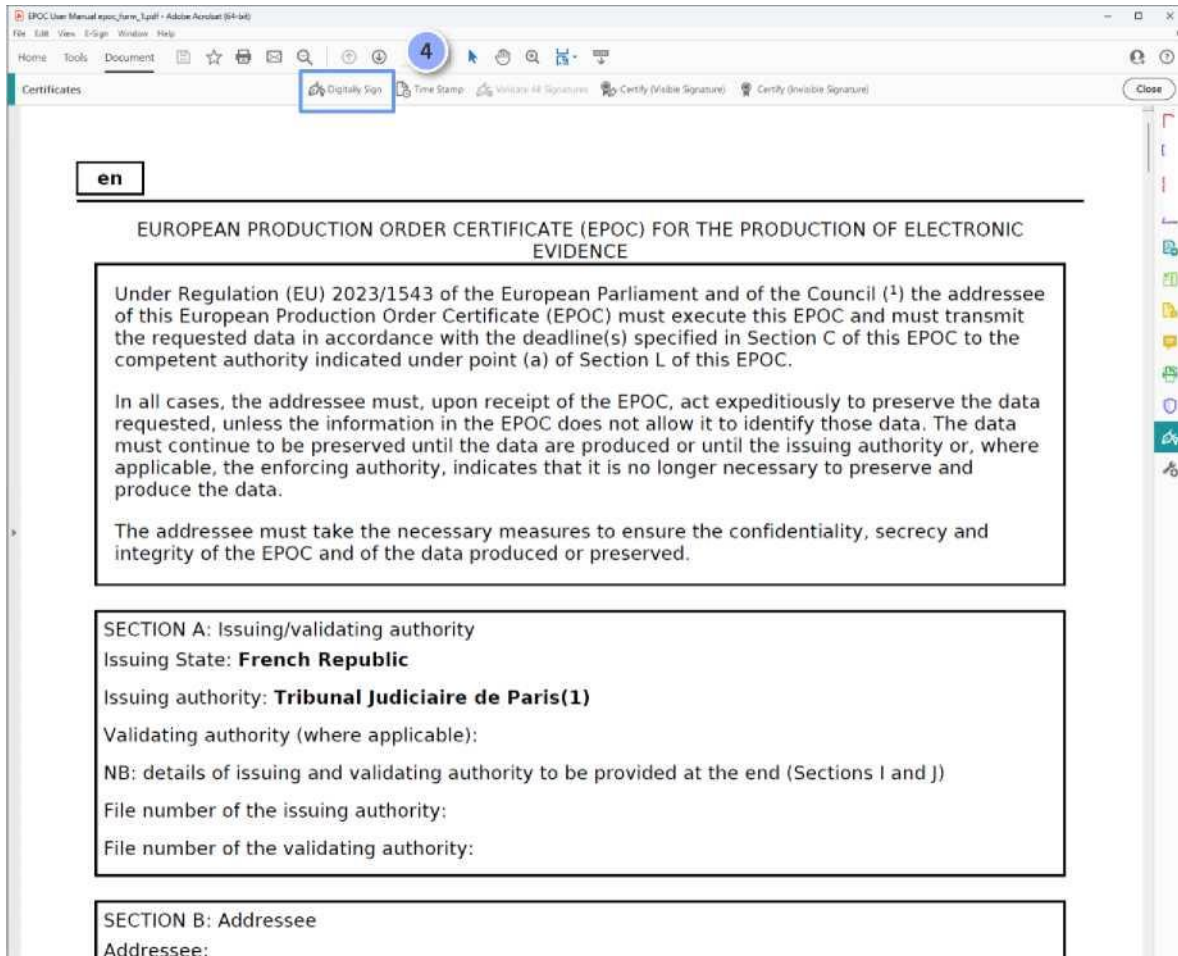 EPOC User Manual epoc_form_1.pdf - Adobe Acrobat (64-bit)
File Edit View E-Sign Window Help
Home Tools Document
4
Certificates
Digitally Sign
Time Stamp
Validate All Signatures
Certify (Visible Signature)
Certify (Invisible Signature)
Close
en
EUROPEAN PRODUCTION ORDER CERTIFICATE (EPOC) FOR THE PRODUCTION OF ELECTRONIC
EVIDENCE
Under Regulation (EU) 2023/1543 of the European Parliament and of the Council (¹) the addressee
of this European Production Order Certificate (EPOC) must execute this EPOC and must transmit
the requested data in accordance with the deadline(s) specified in Section C of this EPOC to the
competent authority indicated under point (a) of Section L of this EPOC.
In all cases, the addressee must, upon receipt of the EPOC, act expeditiously to preserve the data
requested, unless the information in the EPOC does not allow it to identify those data. The data
must continue to be preserved until the data are produced or until the issuing authority or, where
applicable, the enforcing authority, indicates that it is no longer necessary to preserve and
produce the data.
The addressee must take the necessary measures to ensure the confidentiality, secrecy and
integrity of the EPOC and of the data produced or preserved.
SECTION A: Issuing/validating authority
Issuing State: French Republic
Issuing authority: Tribunal Judiciaire de Paris(1)
Validating authority (where applicable):
NB: details of issuing and validating authority to be provided at the end (Sections I and J)
File number of the issuing authority:
File number of the validating authority:
SECTION B: Addressee
Addressee: